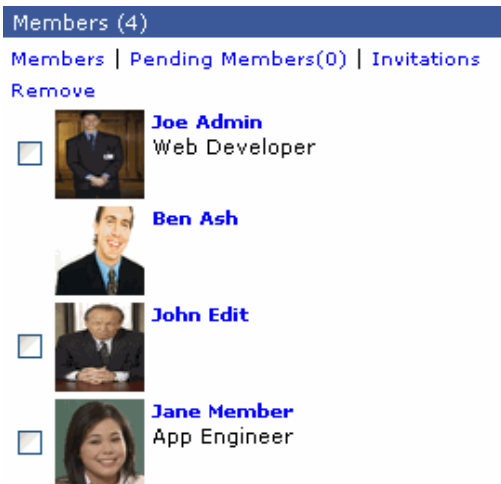 Members (4)
Members | Pending Members(0) | Invitations
Remove
Joe Admin
Web Developer
Ben Ash
John Edit
Jane Member
App Engineer